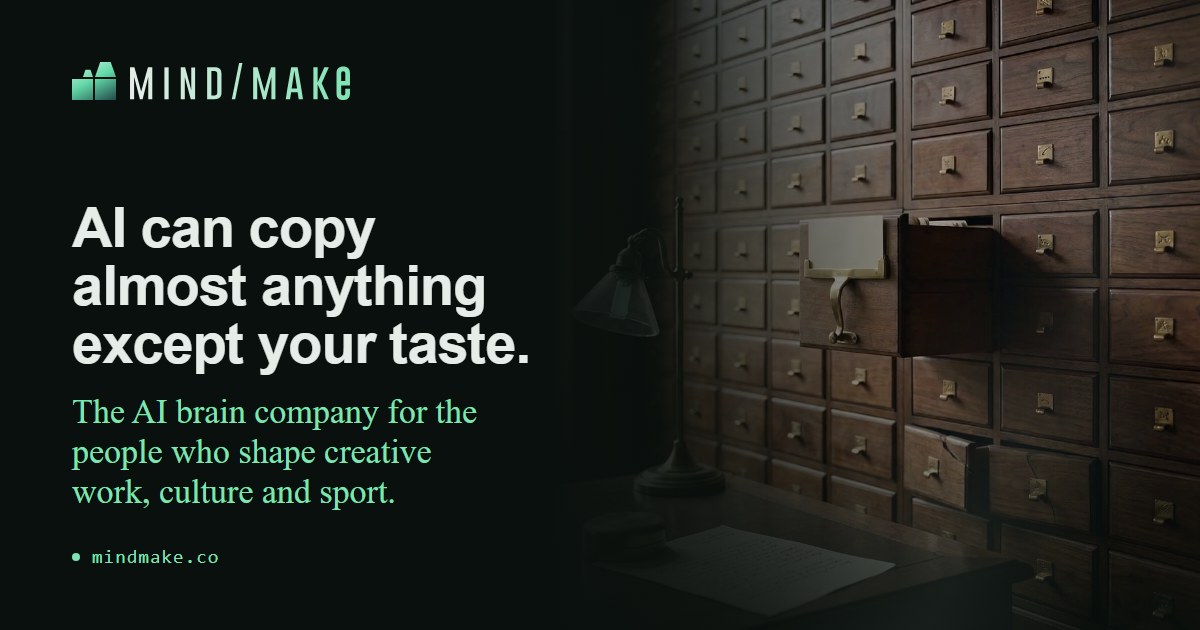 MIND/MAKE
AI can copy
almost anything
except your taste.
The AI brain company for the
people who shape creative
work, culture and sport.
mindmake.co